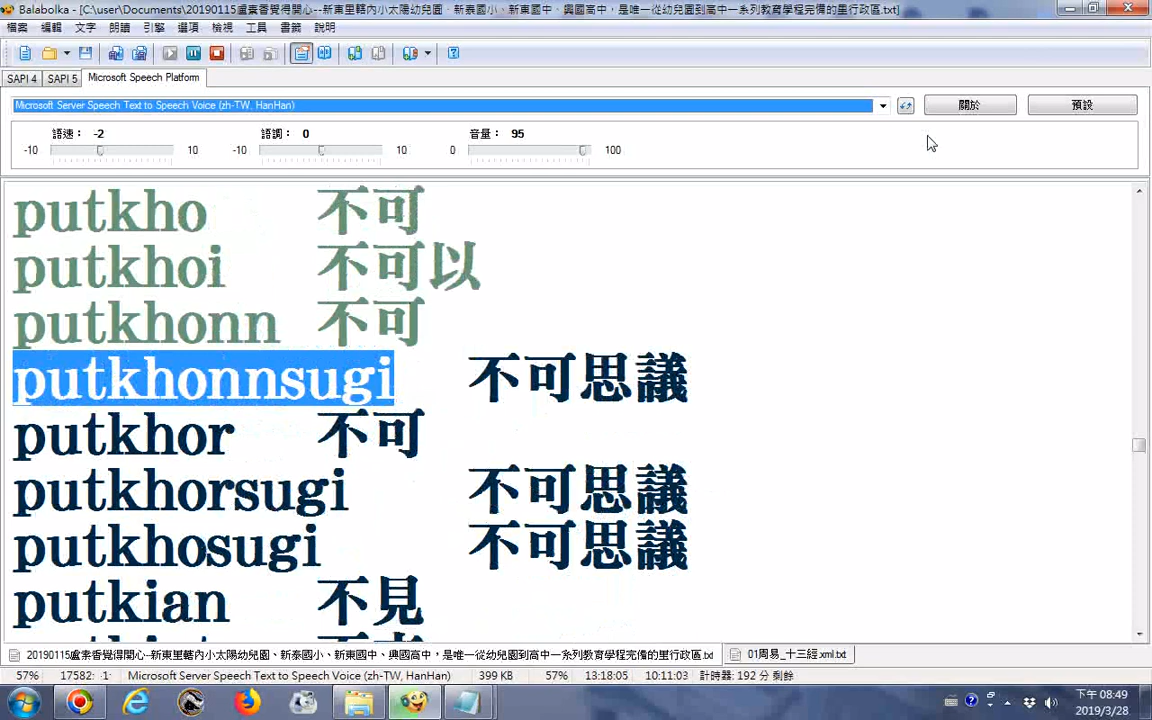 Balabolka - [C:\user\Documents\20190115盧素香覺得開心--新東里轄內小太陽幼兒園、新泰國小、新東國中、興國高中，是唯一從幼兒園到高中一系列教育學程完備的里行政區.txt]
檔案 編輯 文字 朗讀 引擎 選項 檢視 工具 書籤 說明
SAPI 4 SAPI 5 Microsoft Speech Platform
Microsoft Server Speech Text to Speech Voice (zh-TW, HanHan) 關於 預設
語速： -2 語調： 0 音量： 95
-10 10 -10 10 0 100
putkho 不可
putkhoi 不可以
putkhonn 不可
putkhonnsugi 不可思議
putkhor 不可
putkhorsugi 不可思議
putkhosugi 不可思議
putkian 不見
20190115盧素香覺得開心--新東里轄內小太陽幼兒園、新泰國小、新東國中、興國高中，是唯一從幼兒園到高中一系列教育學程完備的里行政區.txt 01周易_十三經.xml.txt
57% 17582: 1 Microsoft Server Speech Text to Speech Voice (zh-TW, HanHan) 399 KB 57% 13:18:05 10:11:03 計時器: 192 分 剩餘
下午 08:49
2019/3/28